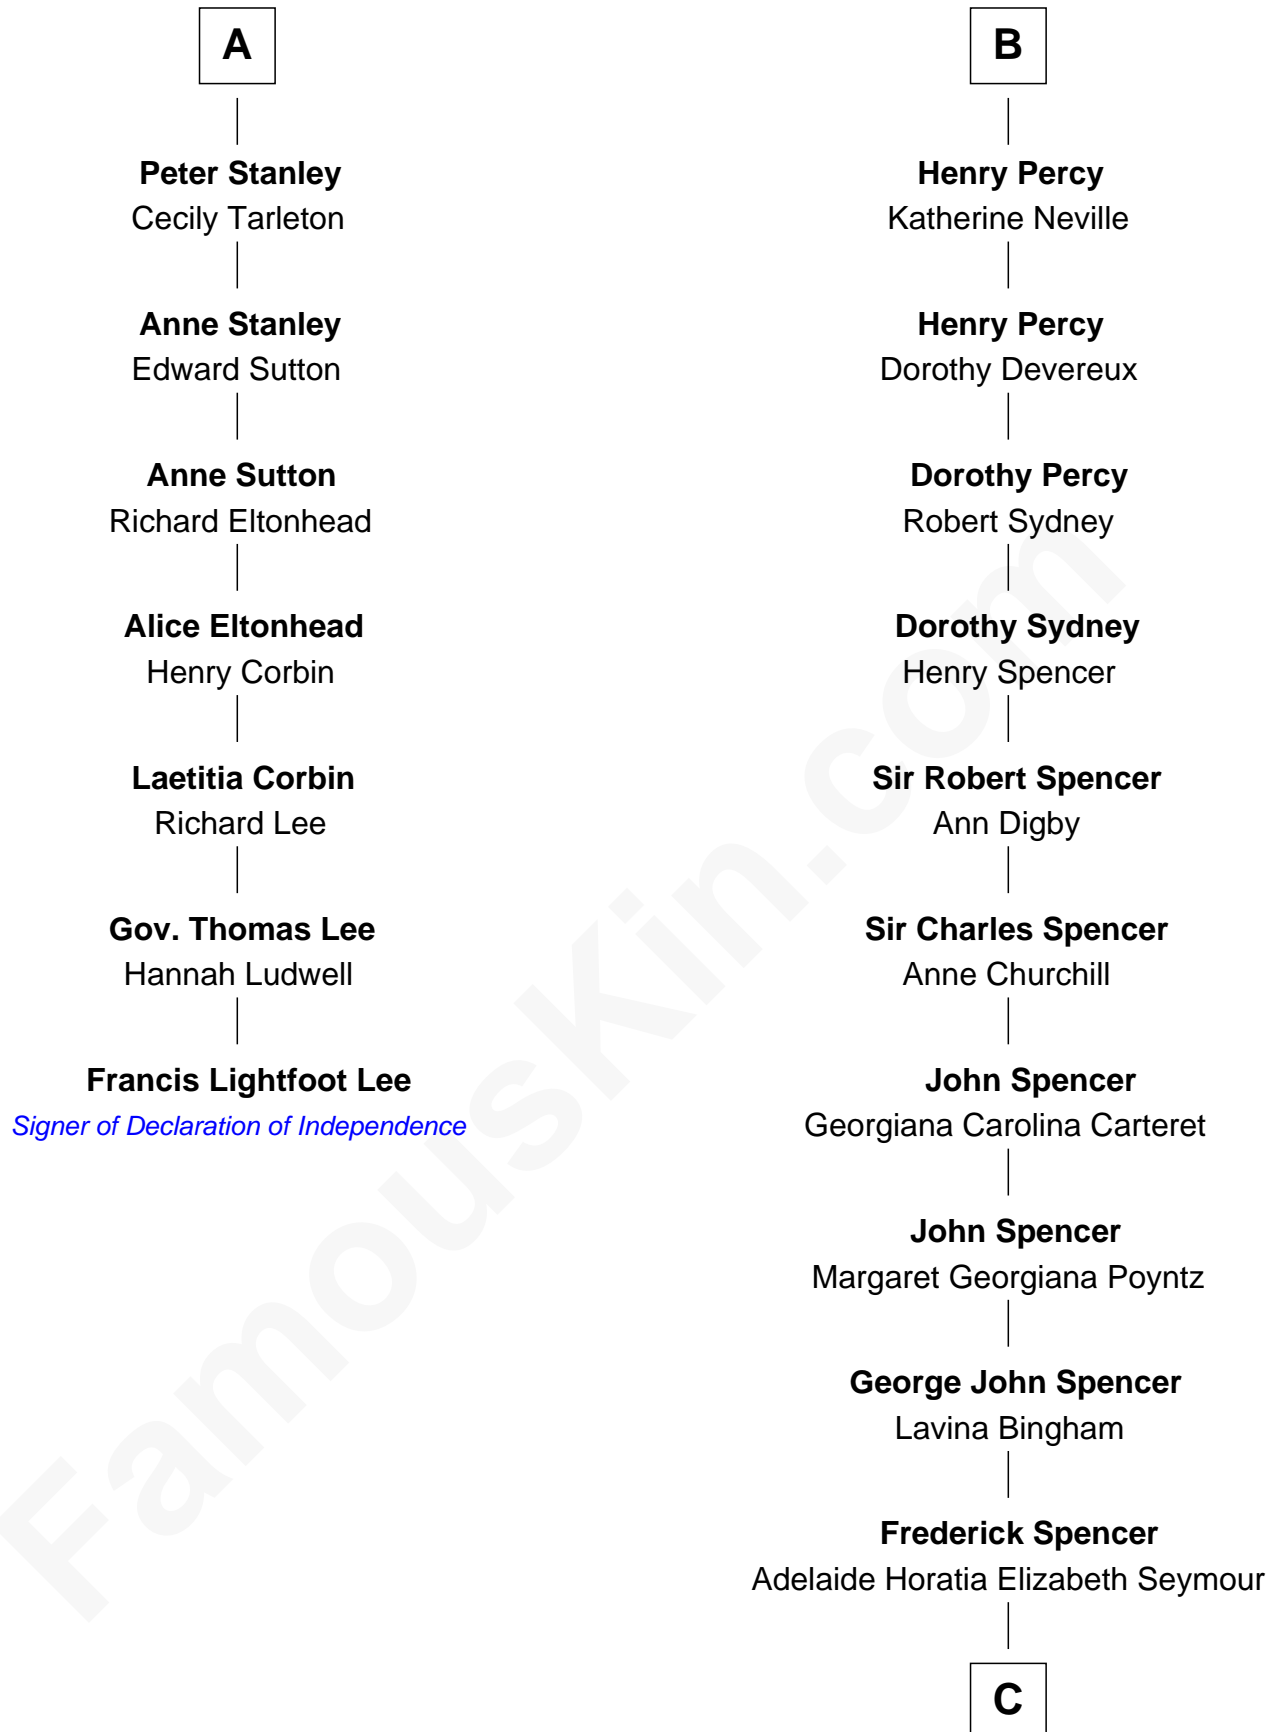 A
Peter Stanley
Cecily Tarleton
Anne Stanley
Edward Sutton
Anne Sutton
Richard Eltonhead
Alice Eltonhead
Henry Corbin
Laetitia Corbin
Richard Lee
Gov. Thomas Lee
Hannah Ludwell
Francis Lightfoot Lee
Signer of Declaration of Independence
B
Henry Percy
Katherine Neville
Henry Percy
Dorothy Devereux
Dorothy Percy
Robert Sydney
Dorothy Sydney
Henry Spencer
Sir Robert Spencer
Ann Digby
Sir Charles Spencer
Anne Churchill
John Spencer
Georgiana Carolina Carteret
John Spencer
Margaret Georgiana Poyntz
George John Spencer
Lavina Bingham
Frederick Spencer
Adelaide Horatia Elizabeth Seymour
C
FamousKin.com